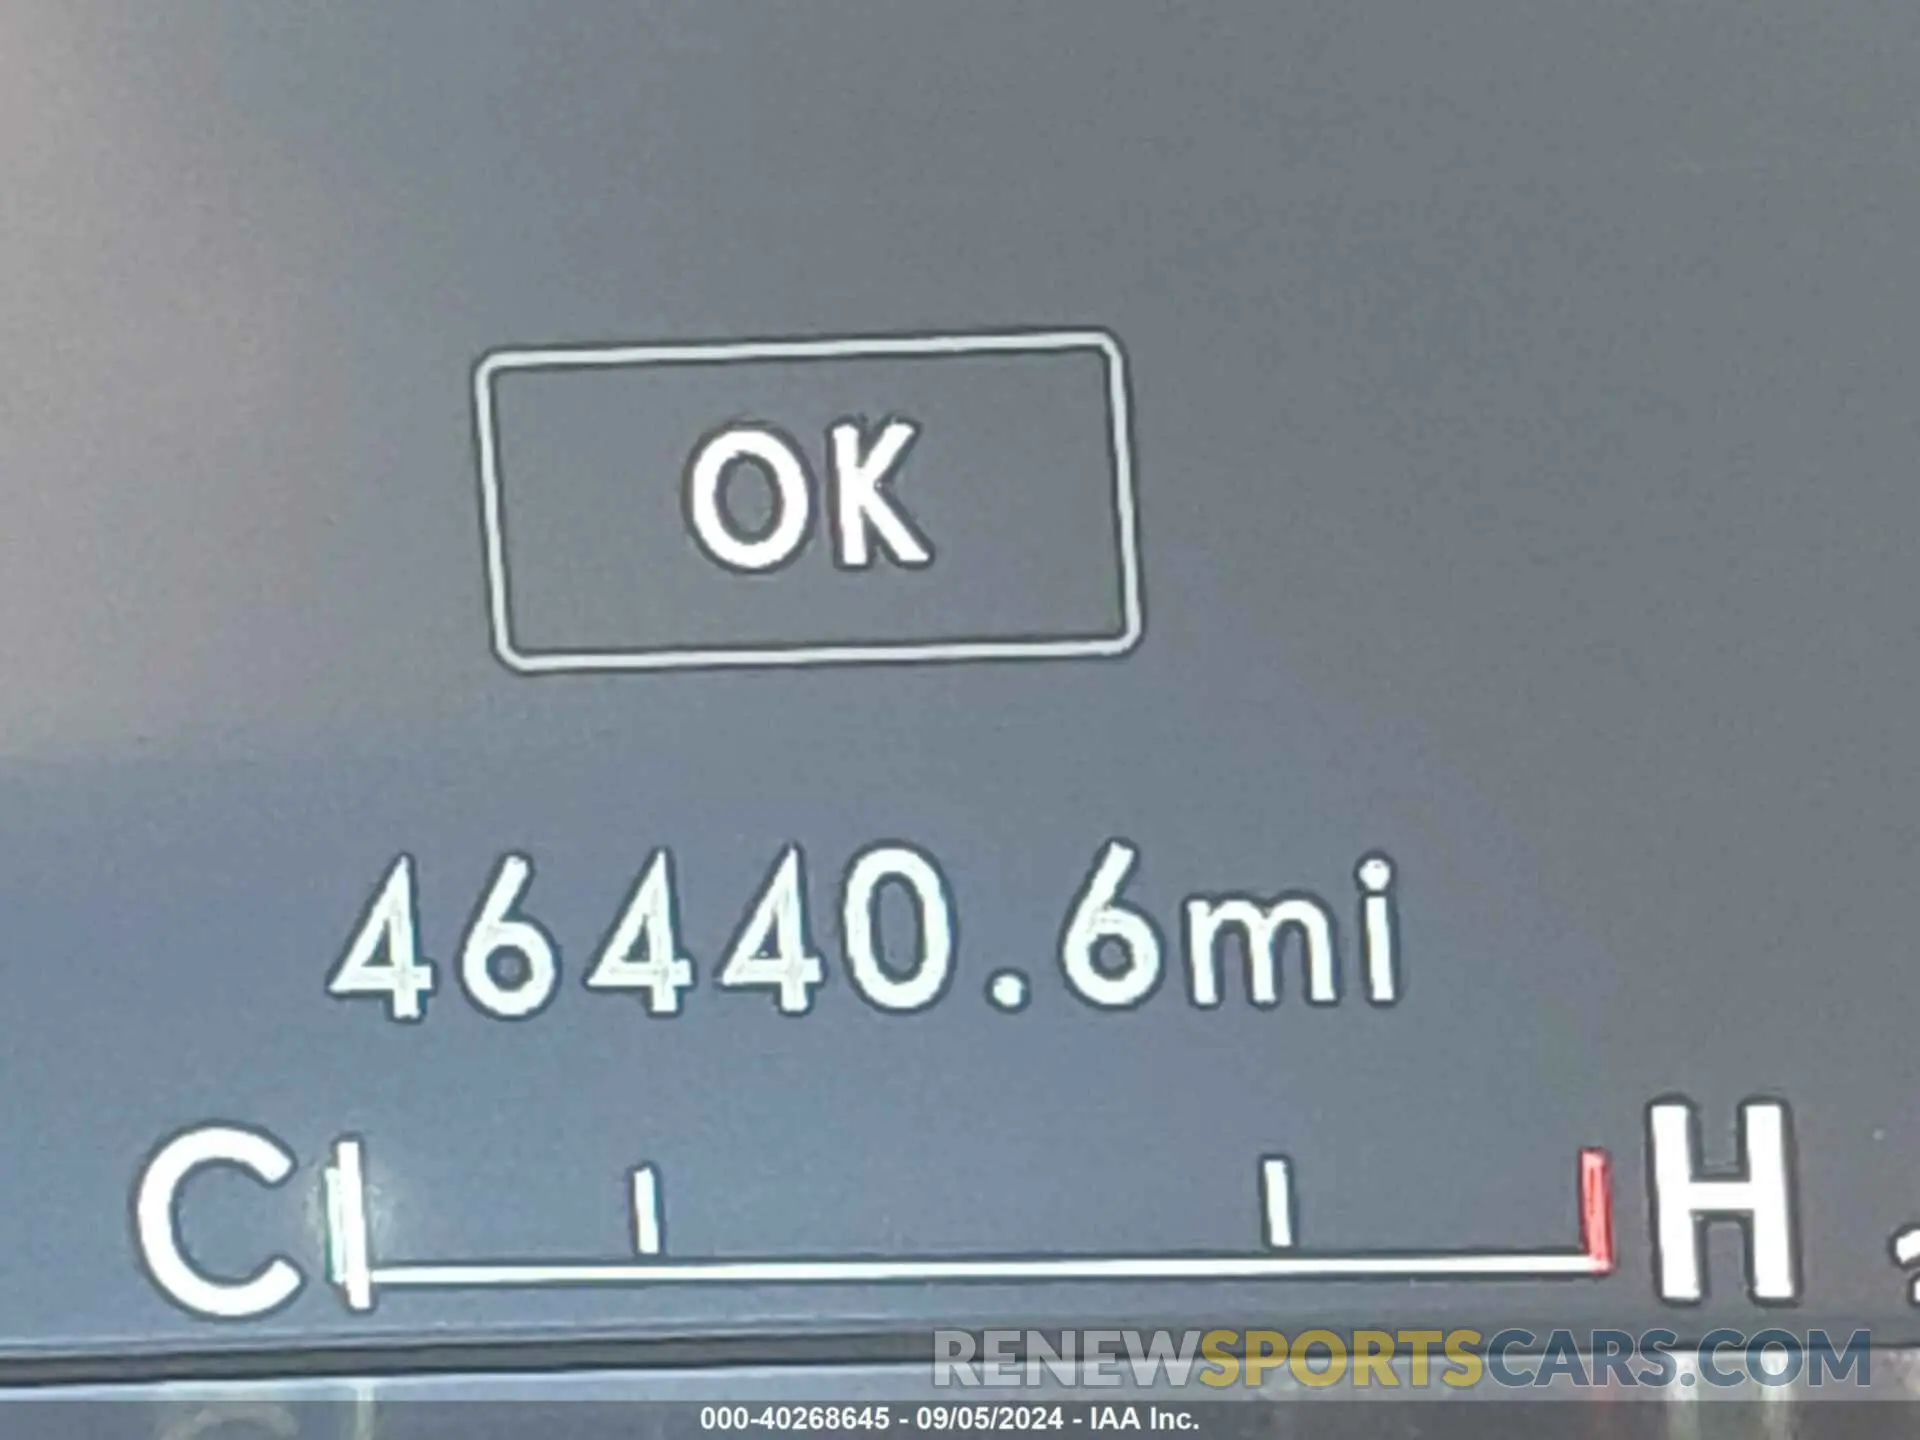 OK
46440.6mi
C H
RENEWSPORTSCARS.COM
000-40268645 - 09/05/2024 - IAA Inc.